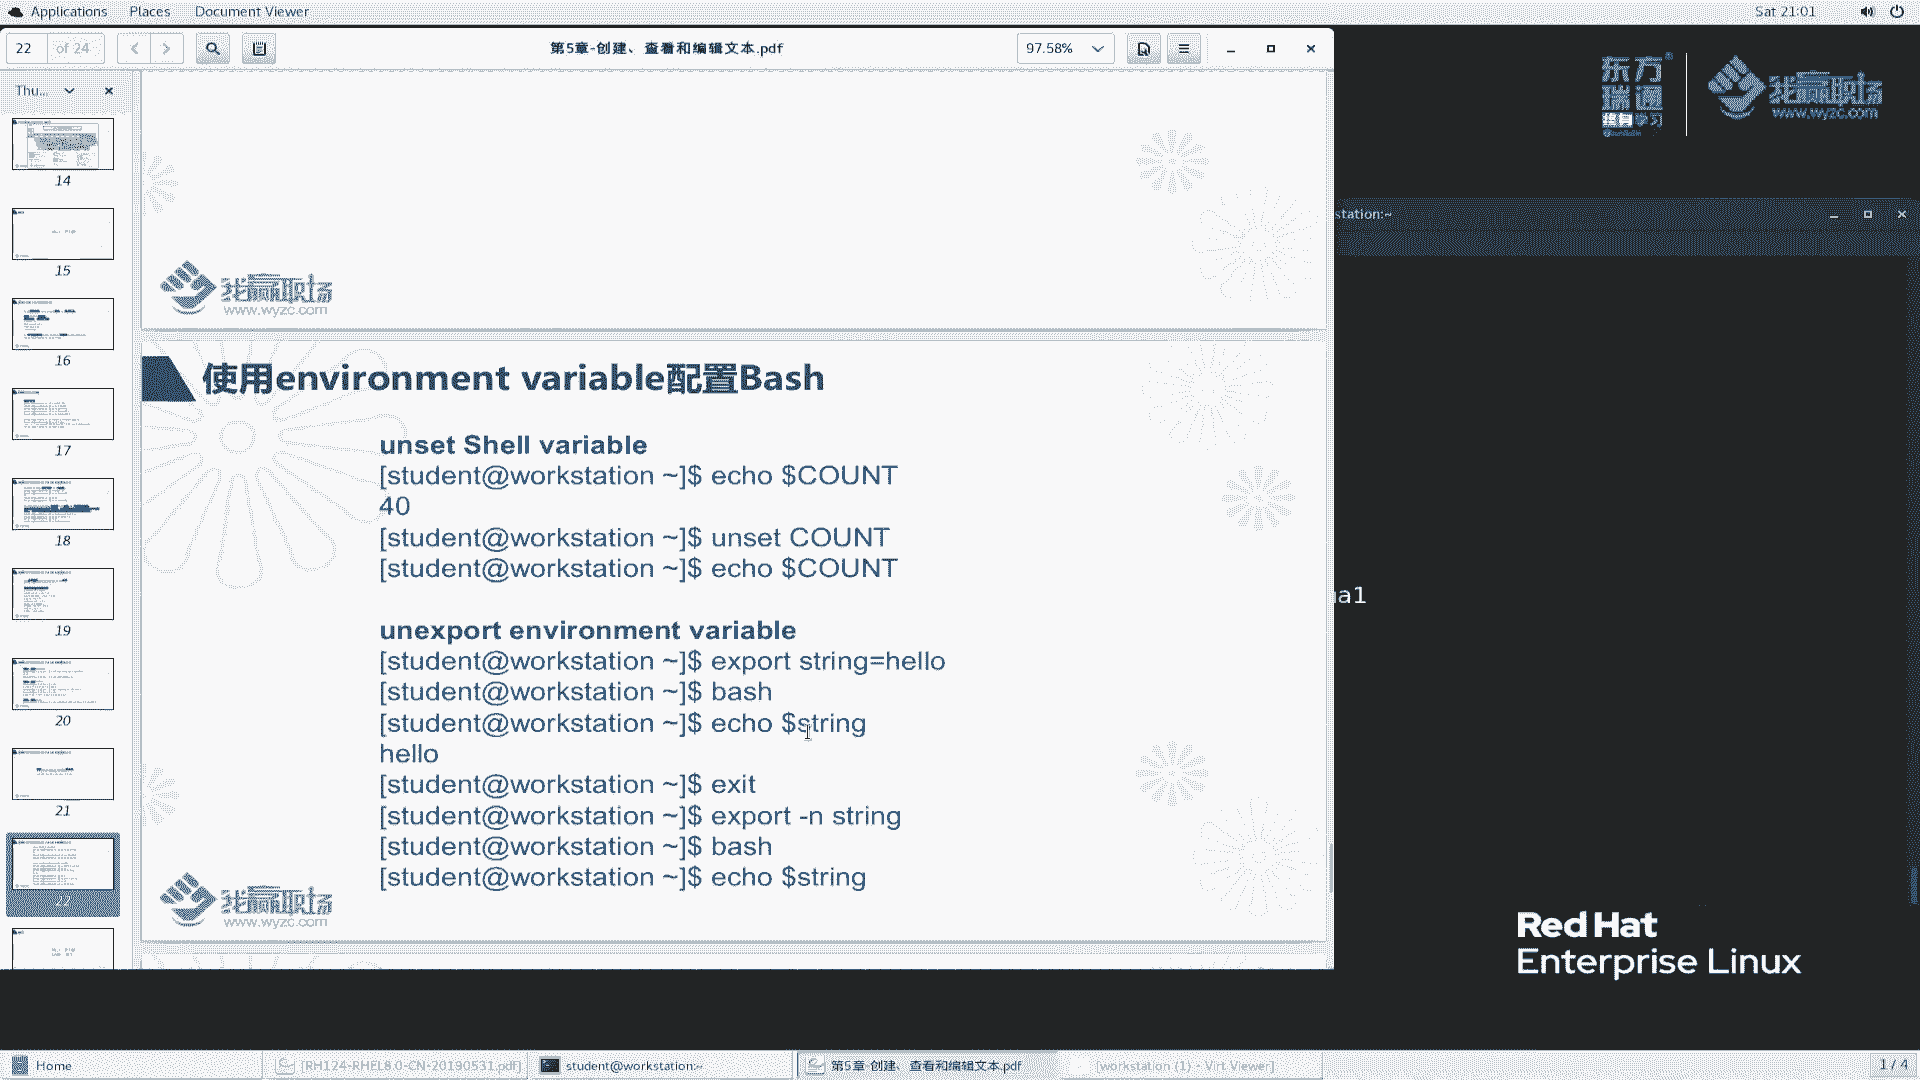 Applications Places Document Viewer Sat 21:01
22 of 24 第5章-创建、查看和编辑文本.pdf 97.58%
Thu...
14
15
16
17
18
19
20
21
22
我赢职场
www.wyzc.com
使用environment variable配置Bash
unset Shell variable
[student@workstation ~]$ echo $COUNT
40
[student@workstation ~]$ unset COUNT
[student@workstation ~]$ echo $COUNT
unexport environment variable
[student@workstation ~]$ export string=hello
[student@workstation ~]$ bash
[student@workstation ~]$ echo $string
hello
[student@workstation ~]$ exit
[student@workstation ~]$ export -n string
[student@workstation ~]$ bash
[student@workstation ~]$ echo $string
我赢职场
www.wyzc.com
东方瑞通®
终身学习
我赢职场
www.wyzc.com
station:~
a1
Red Hat
Enterprise Linux
Home [RH124-RHEL8.0-CN-20190531.pdf] student@workstation:~ 第5章-创建、查看和编辑文本.pdf [workstation (1) - Virt Viewer] 1 / 4